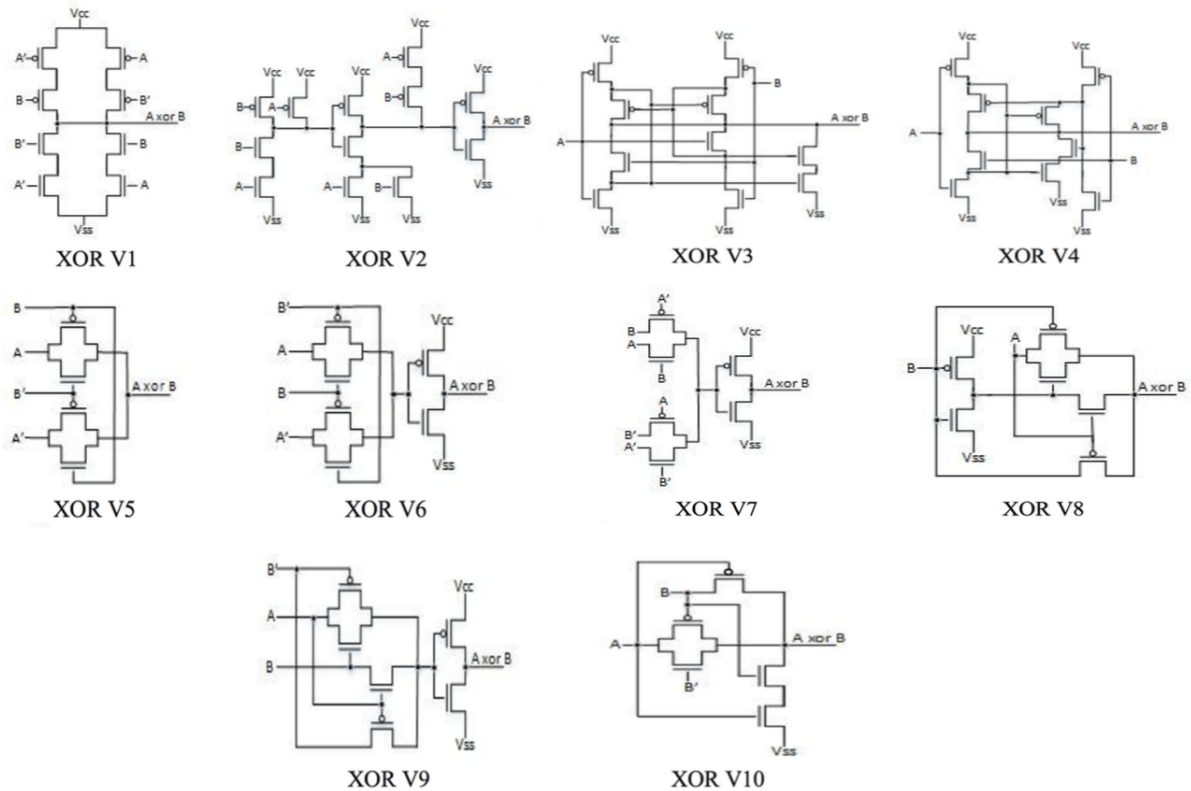 Vcc
A' A
B B'
A xor B
B' B
A' A
Vss
XOR V1
Vcc
A
Vcc Vcc Vcc Vcc
B A B
A xor B
B
A A B Vss
Vss Vss Vss
XOR V2
Vcc Vcc
B
A xor B
A
Vss Vss Vss
XOR V3
Vcc Vcc
A xor B
A B
Vss Vss Vss
XOR V4
B
A
B' A xor B
A'
XOR V5
B'
Vcc
A
B A xor B
A'
Vss
XOR V6
A'
B Vcc
A
B A xor B
A
B' Vss
A'
B'
XOR V7
Vcc A
B
A xor B
Vss
XOR V8
B'
Vcc
A
B A xor B
Vss
XOR V9
B
A A xor B
B'
Vss
XOR V10